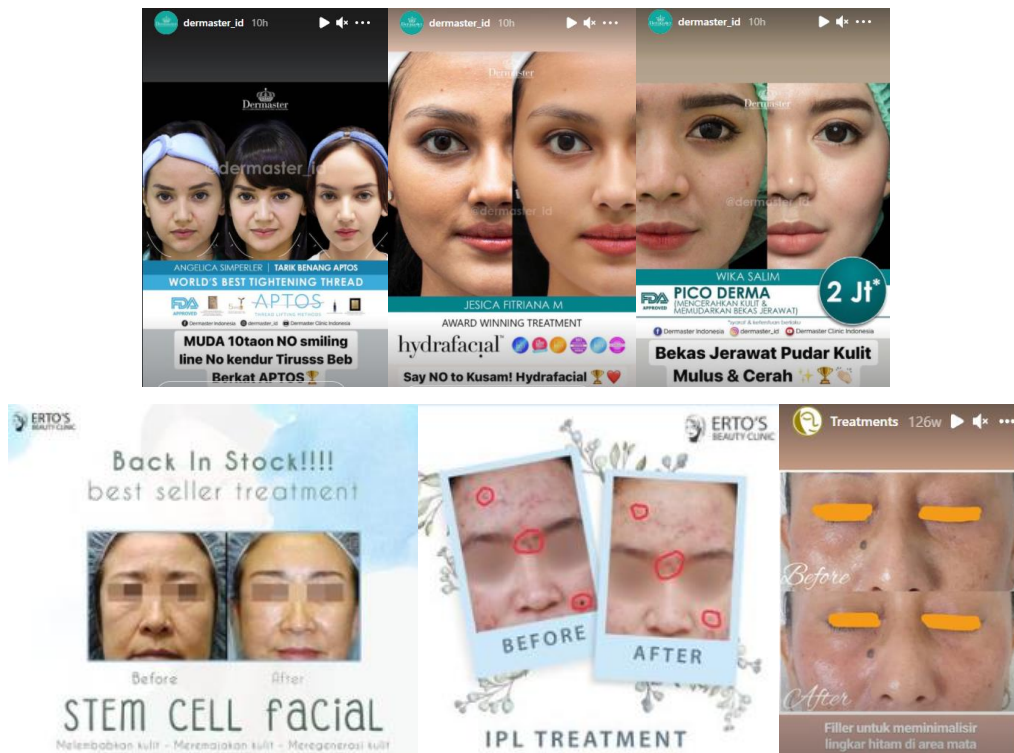 dermaster_id 10h
Dermaster
@dermaster_id
ANGELICA SIMPERLER | TARIK BENANG APTOS
WORLD'S BEST TIGHTENING THREAD
FDA
APPROVED
APTOS
THREAD LIFTING METHODS
Dermaster Indonesia dermaster_id Dermaster Clinic Indonesia
MUDA 10taon NO smiling
line No kendur Tirusss Beb
Berkat APTOS🏆
dermaster_id 10h
Dermaster
@dermaster_id
JESICA FITRIANA M
AWARD WINNING TREATMENT
hydrafacial
Say NO to Kusam! Hydrafacial 🏆❤️
dermaster_id 10h
Dermaster
@dermaster_id
WIKA SALIM
FDA
APPROVED
PICO DERMA
(MENCERAHKAN KULIT &
MEMUDARKAN BEKAS JERAWAT)
2 Jt*
*syarat & ketentuan berlaku
Dermaster Indonesia dermaster_id Dermaster Clinic Indonesia
Bekas Jerawat Pudar Kulit
Mulus & Cerah ✨🏆👏🏻
ERTO'S
BEAUTY CLINIC
Back In Stock!!!!
best seller treatment
Before After
STEM CELL FaciaL
Melembabkan kulit - Meremajakan kulit - Meregenerasi kulit
ERTO'S
BEAUTY CLINIC
BEFORE
AFTER
IPL TREATMENT
Treatments 126w
Before
After
Filler untuk meminimalisir
lingkar hitam di area mata